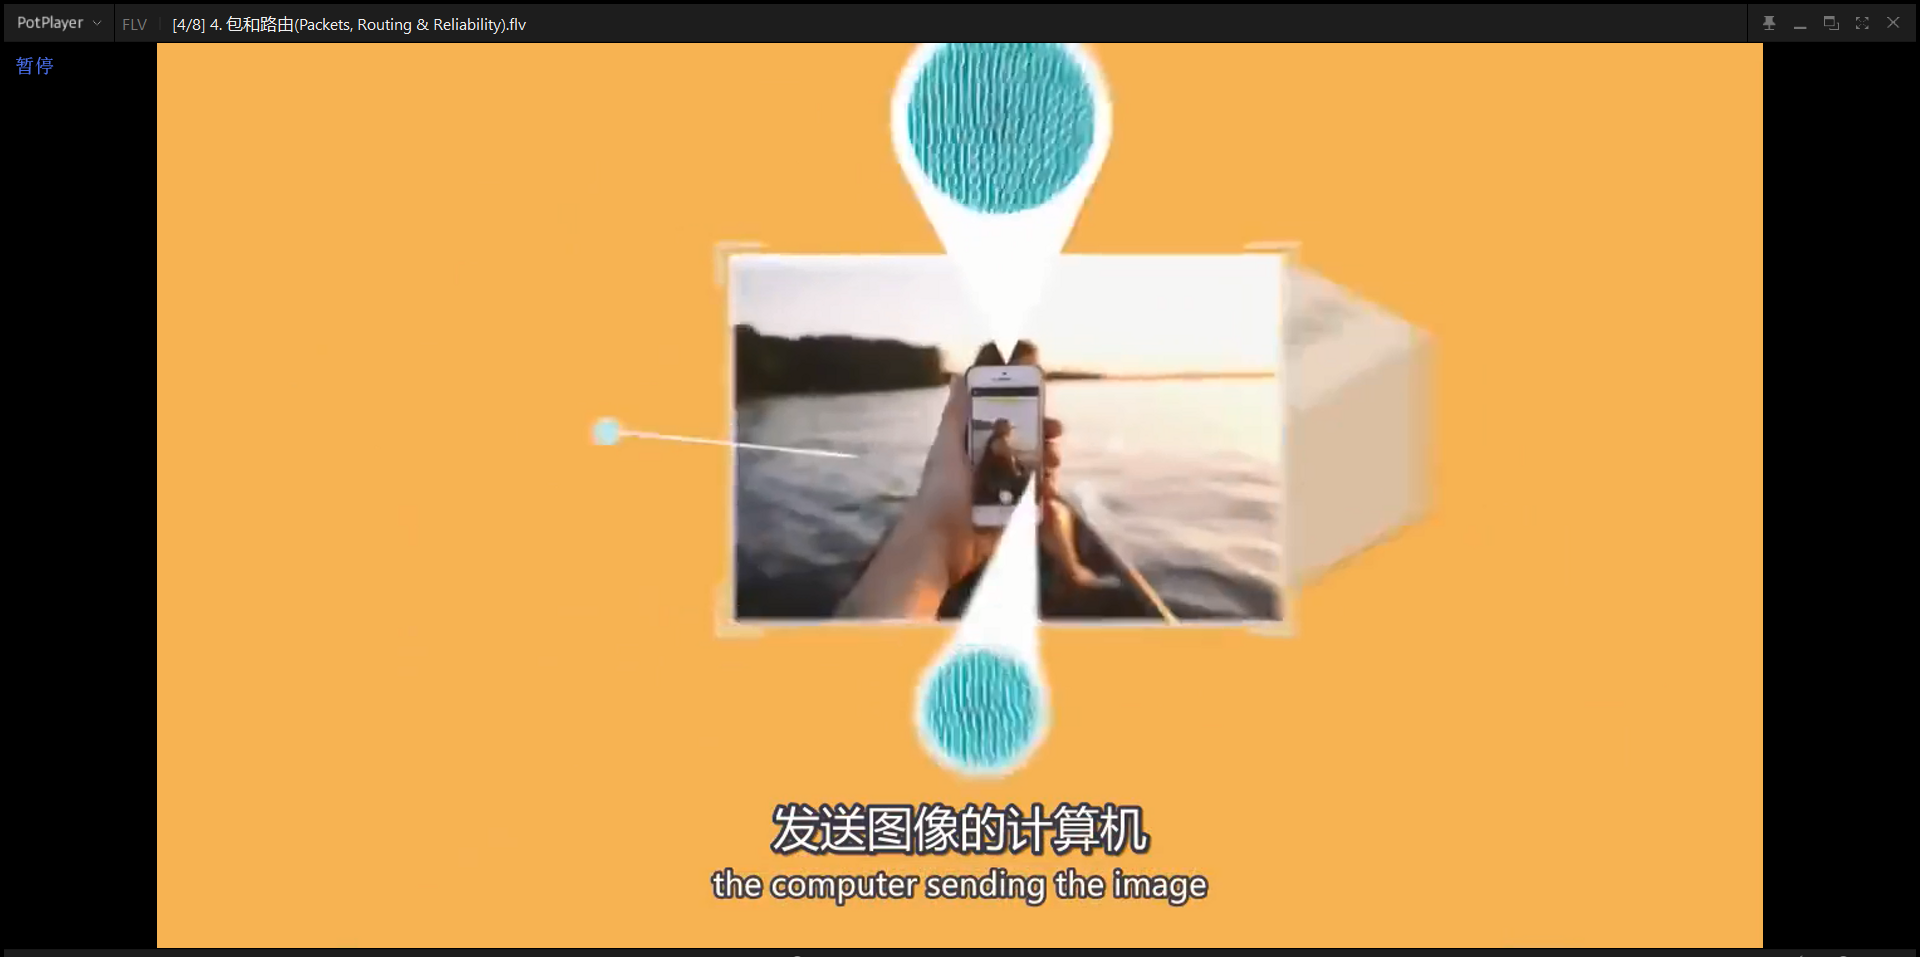 PotPlayer
FLV
[4/8] 4. 包和路由(Packets, Routing & Reliability).flv
暂停
发送图像的计算机
the computer sending the image